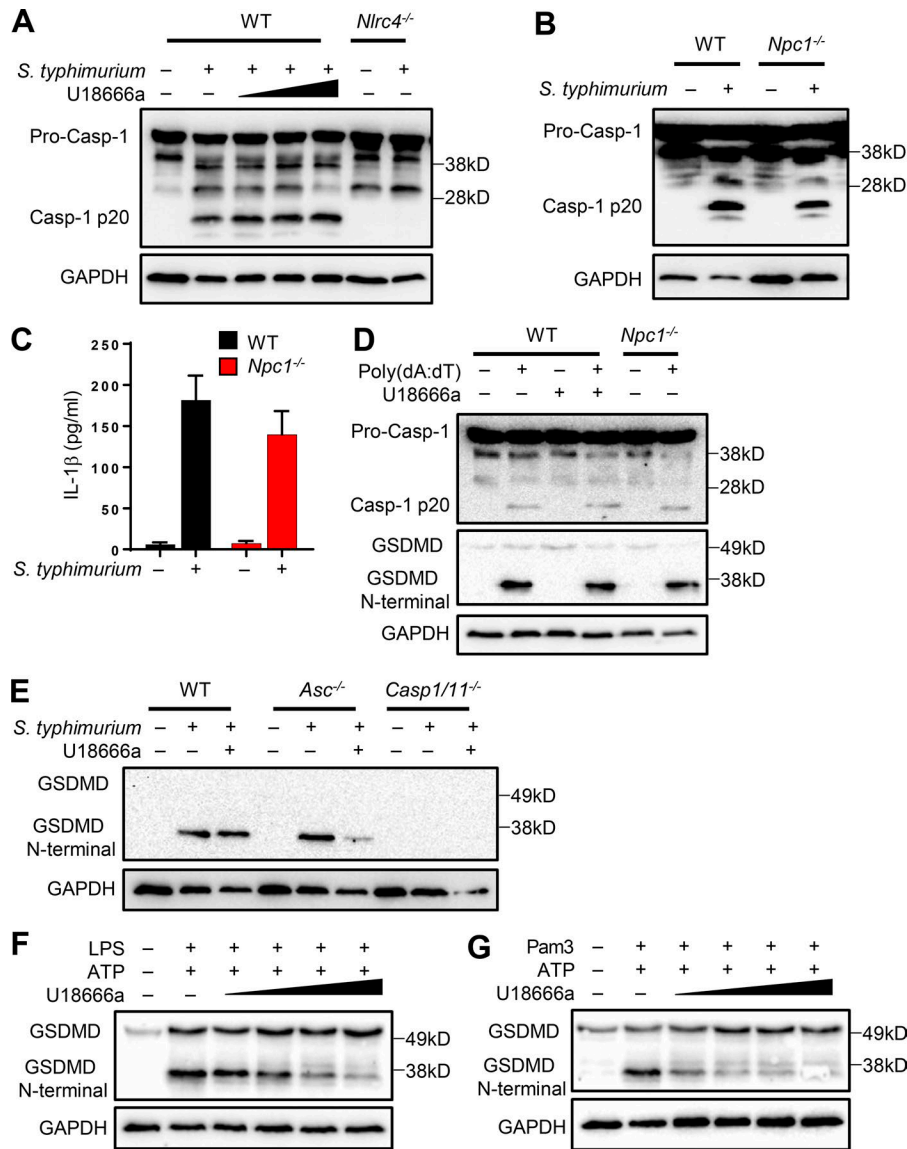 A
WT
Nlrc4-/-
S. typhimurium – + + + + – +
U18666a – – – –
Pro-Casp-1
38kD
28kD
Casp-1 p20
GAPDH
B
WT
Npc1-/-
S. typhimurium – + – +
Pro-Casp-1
38kD
28kD
Casp-1 p20
GAPDH
C
WT
Npc1-/-
IL-1β (pg/ml)
250
200
150
100
50
0
S. typhimurium – + – +
D
WT
Npc1-/-
Poly(dA:dT) – + – + – +
U18666a – – + + – –
Pro-Casp-1
38kD
28kD
Casp-1 p20
GSDMD
49kD
GSDMD
N-terminal
38kD
GAPDH
E
WT
Asc-/-
Casp1/11-/-
S. typhimurium – + + – + + – + +
U18666a – – + – – + – – +
GSDMD
49kD
GSDMD
N-terminal
38kD
GAPDH
F
LPS – + + + + +
ATP – + + + + +
U18666a – –
GSDMD
49kD
GSDMD
N-terminal
38kD
GAPDH
G
Pam3 – + + + + +
ATP – + + + + +
U18666a – –
GSDMD
49kD
GSDMD
N-terminal
38kD
GAPDH